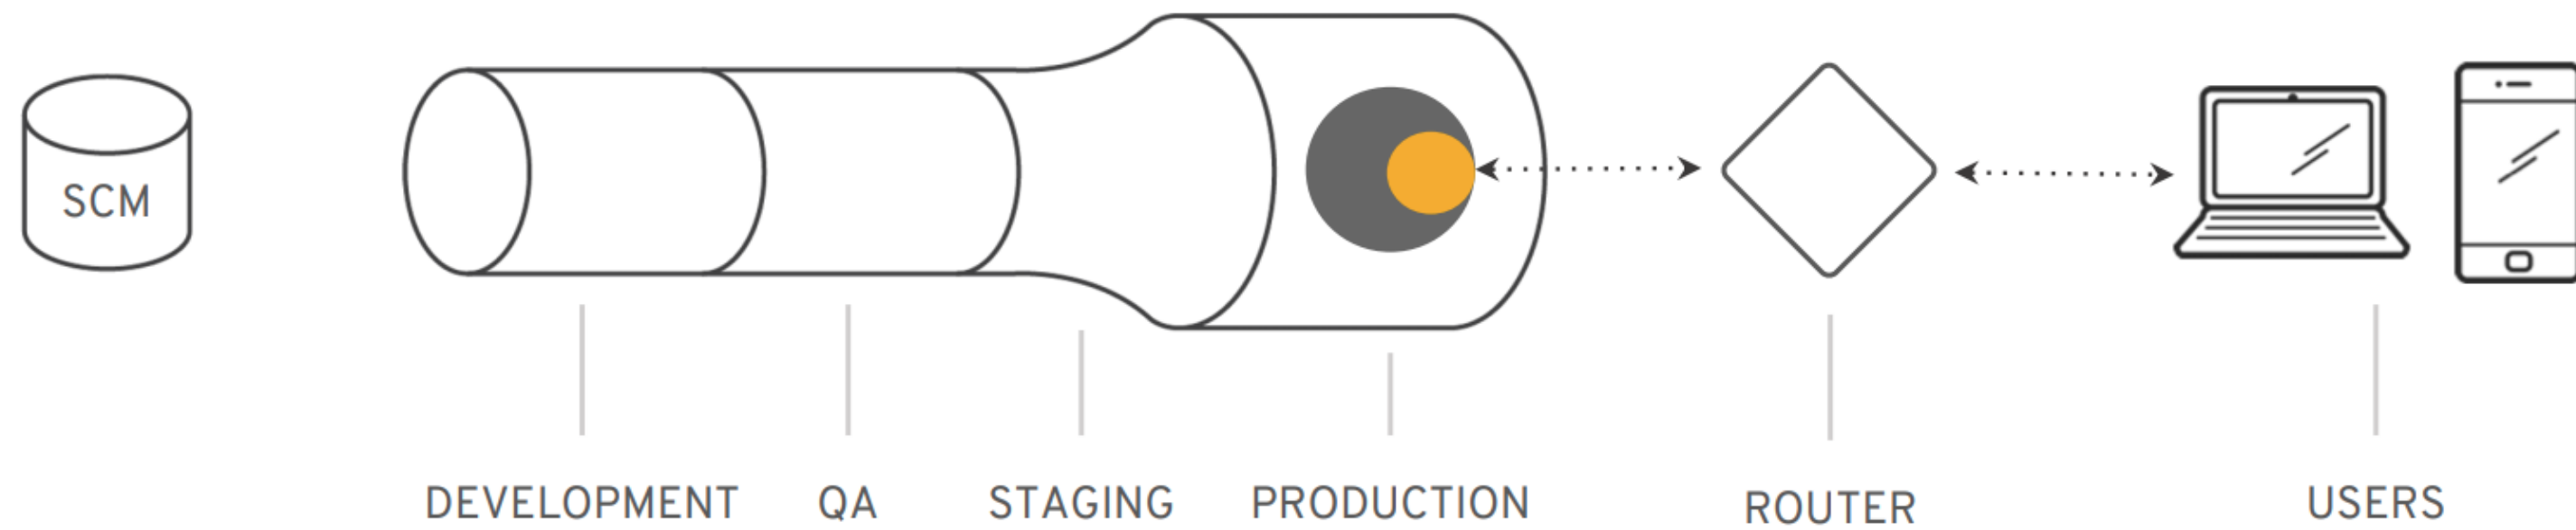 SCM
DEVELOPMENT
QA
STAGING
PRODUCTION
ROUTER
USERS